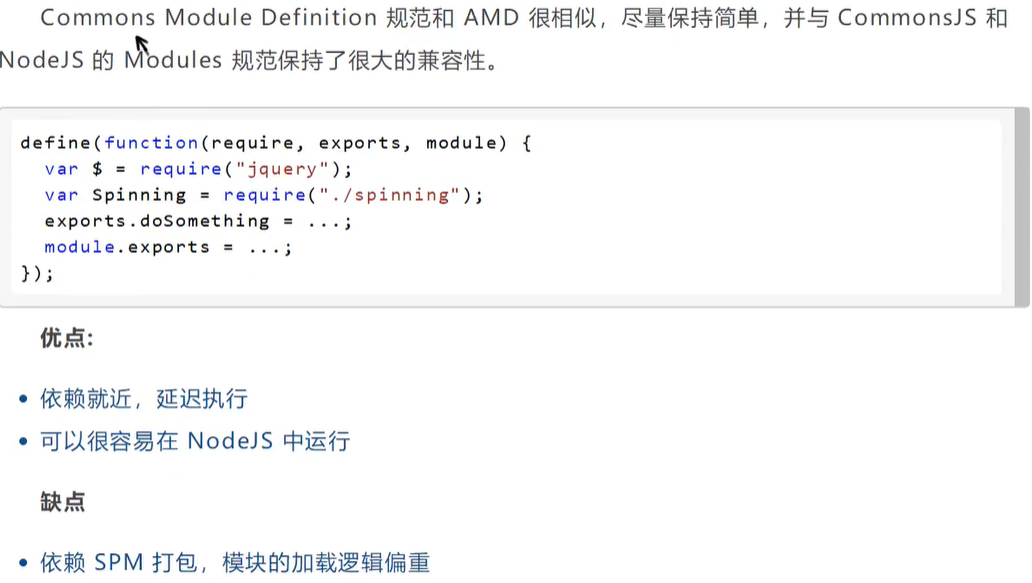 Commons Module Definition 规范和 AMD 很相似，尽量保持简单，并与 CommonsJS 和
NodeJS 的 Modules 规范保持了很大的兼容性。
define(function(require, exports, module) {
  var $ = require("jquery");
  var Spinning = require("./spinning");
  exports.doSomething = ...;
  module.exports = ...;
});
优点:
• 依赖就近，延迟执行
• 可以很容易在 NodeJS 中运行
缺点
• 依赖 SPM 打包，模块的加载逻辑偏重